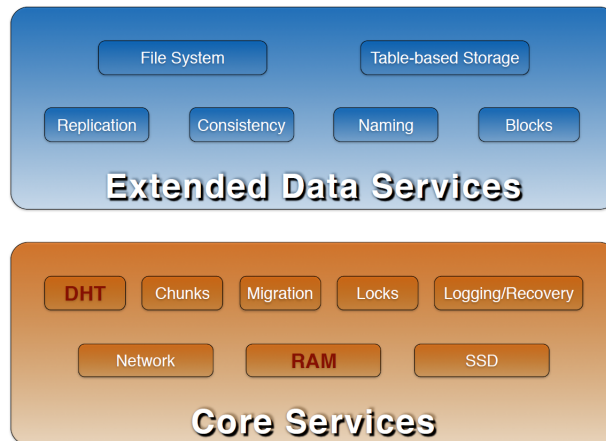 File System Table-based Storage
Replication Consistency Naming Blocks
Extended Data Services
DHT Chunks Migration Locks Logging/Recovery
Network RAM SSD
Core Services